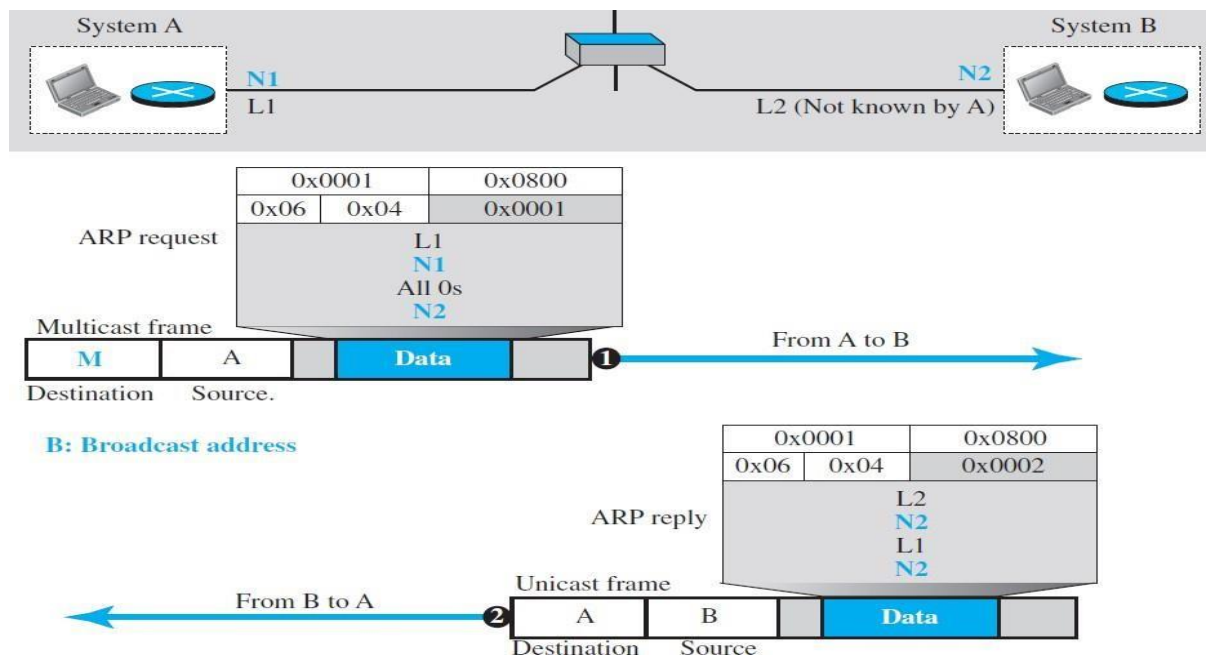 System A
System B
N1
L1
N2
L2 (Not known by A)
0x0001 0x0800
0x06 0x04 0x0001
ARP request
L1
N1
All 0s
N2
Multicast frame
M A Data
❶ From A to B
Destination Source.
B: Broadcast address
0x0001 0x0800
0x06 0x04 0x0002
ARP reply
L2
N2
L1
N2
Unicast frame
From B to A ❷
A B Data
Destination Source